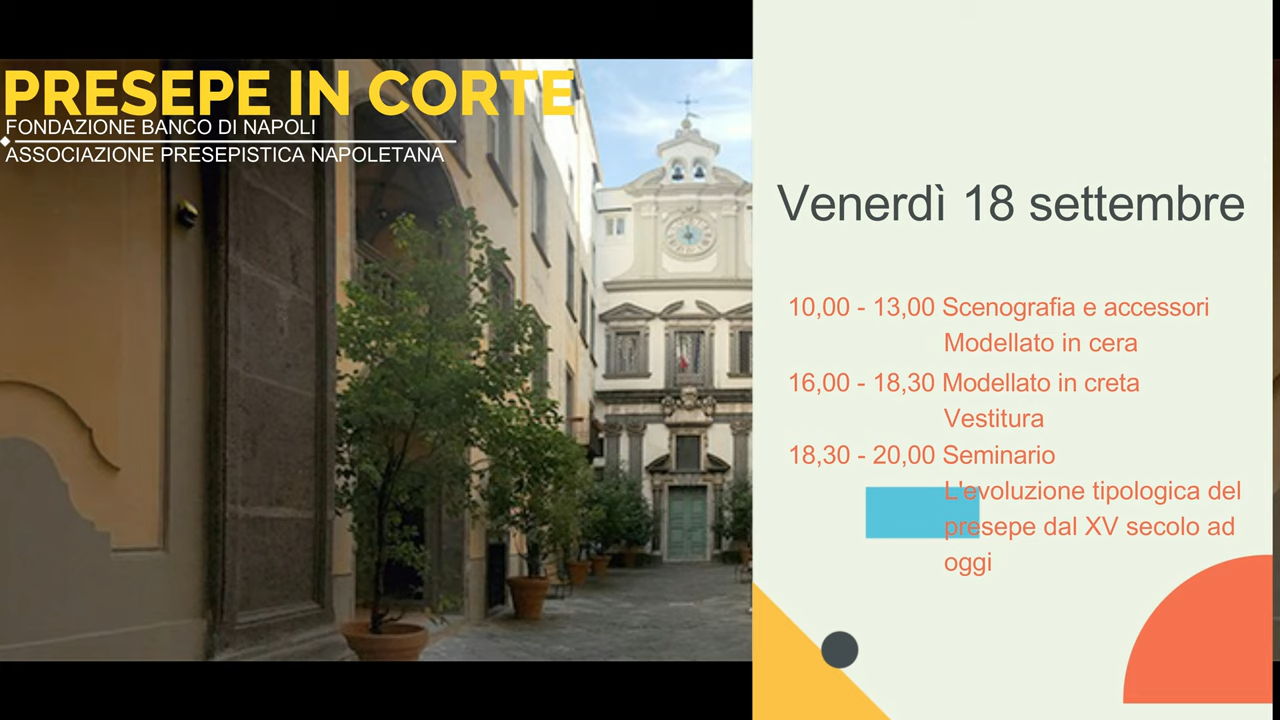 PRESEPE IN CORTE
FONDAZIONE BANCO DI NAPOLI
ASSOCIAZIONE PRESEPISTICA NAPOLETANA
Venerdì 18 settembre
10,00 - 13,00 Scenografia e accessori
Modellato in cera
16,00 - 18,30 Modellato in creta
Vestitura
18,30 - 20,00 Seminario
L'evoluzione tipologica del
presepe dal XV secolo ad
oggi